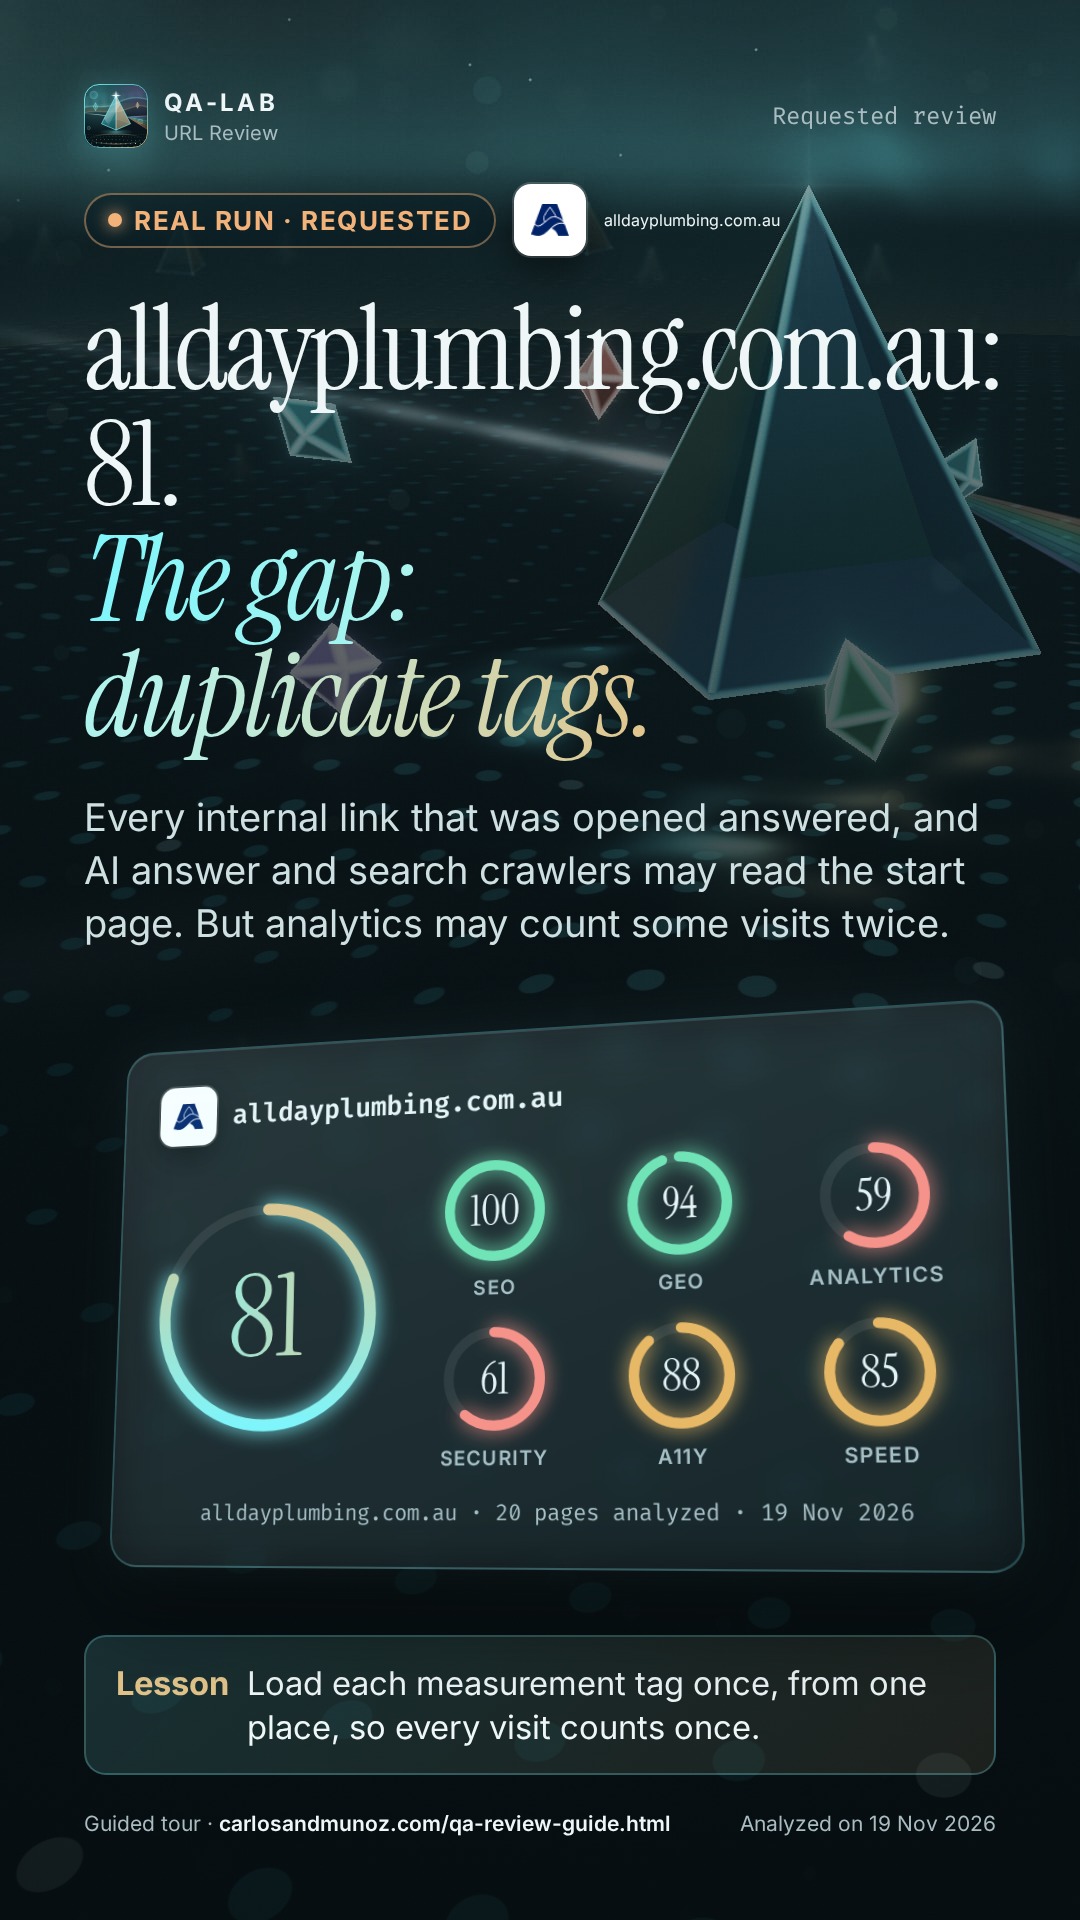 QA-LAB
URL Review
Requested review
REAL RUN · REQUESTED
alldayplumbing.com.au
alldayplumbing.com.au:
81.
The gap:
duplicate tags.
Every internal link that was opened answered, and
AI answer and search crawlers may read the start
page. But analytics may count some visits twice.
alldayplumbing.com.au
81
100
SEO
94
GEO
59
ANALYTICS
61
SECURITY
88
A11Y
85
SPEED
alldayplumbing.com.au · 20 pages analyzed · 19 Nov 2026
Lesson Load each measurement tag once, from one
place, so every visit counts once.
Guided tour · carlosandmunoz.com/qa-review-guide.html
Analyzed on 19 Nov 2026